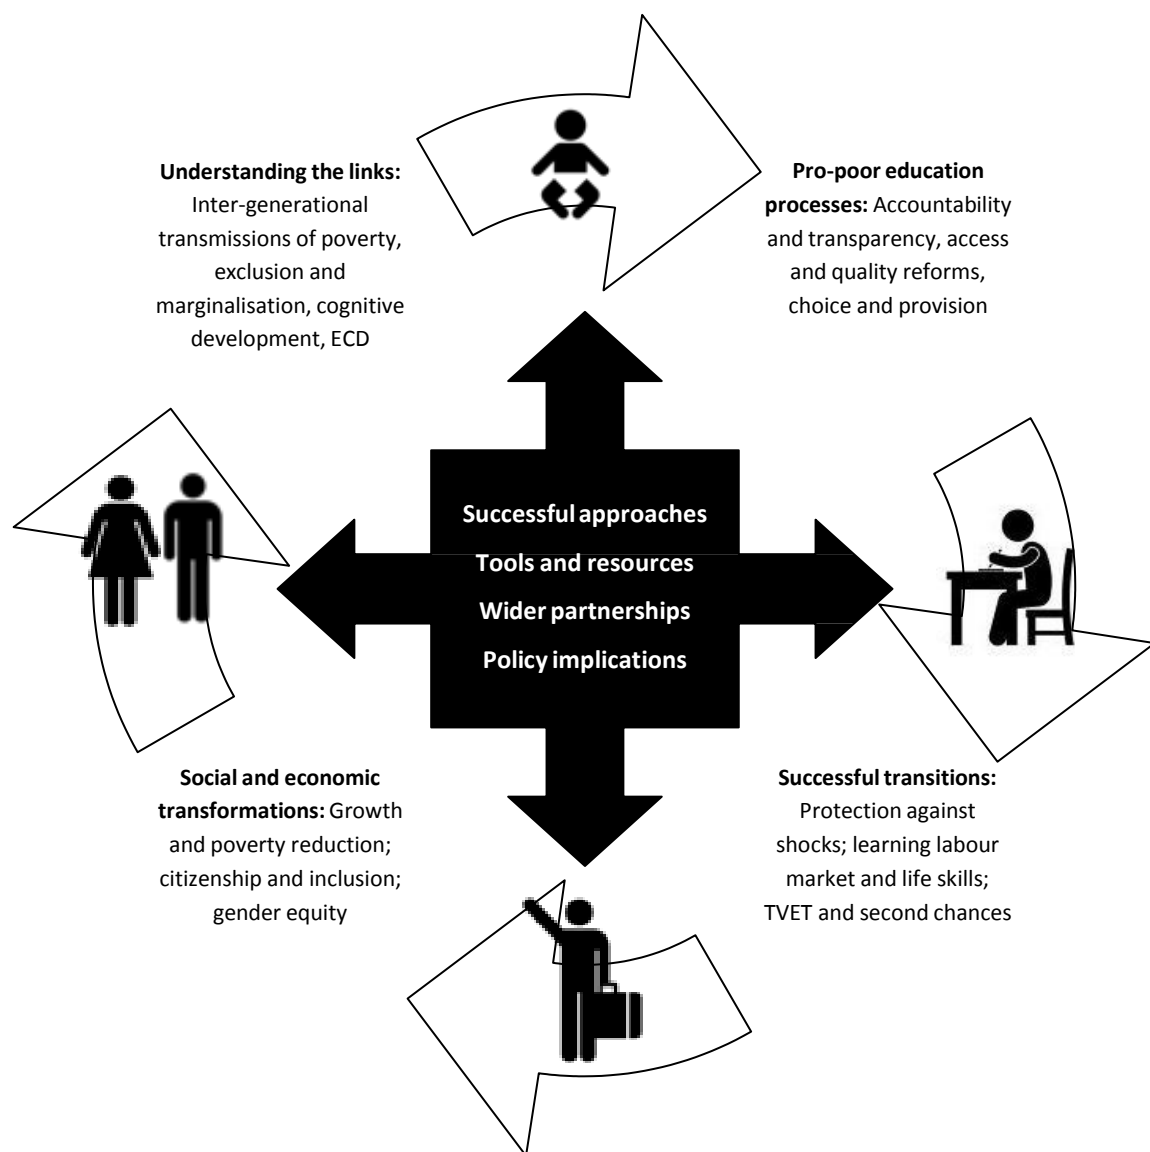 Understanding the links:
Inter-generational
transmissions of poverty,
exclusion and
marginalisation, cognitive
development, ECD
Pro-poor education
processes: Accountability
and transparency, access
and quality reforms,
choice and provision
Successful approaches
Tools and resources
Wider partnerships
Policy implications
Social and economic
transformations: Growth
and poverty reduction;
citizenship and inclusion;
gender equity
Successful transitions:
Protection against
shocks; learning labour
market and life skills;
TVET and second chances